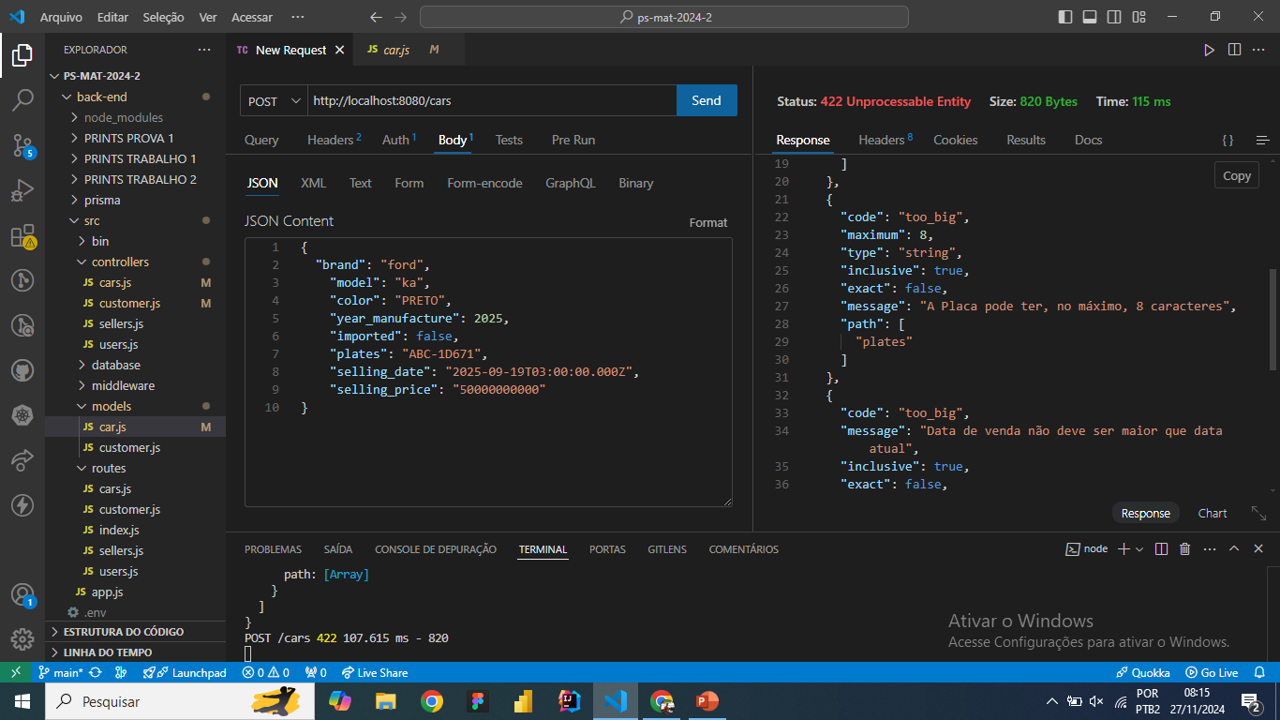 Arquivo Editar Seleção Ver Acessar ··· ps-mat-2024-2
EXPLORADOR ···
PS-MAT-2024-2
back-end
node_modules
PRINTS PROVA 1
PRINTS TRABALHO 1
PRINTS TRABALHO 2
prisma
src
bin
controllers
JS cars.js M
JS customer.js M
JS sellers.js
JS users.js
database
middleware
models
JS car.js M
JS customer.js
routes
JS cars.js
JS customer.js
JS index.js
JS sellers.js
JS users.js
JS app.js
.env
ESTRUTURA DO CÓDIGO
LINHA DO TEMPO
5
1
TC New Request JS car.js M
POST http://localhost:8080/cars Send
Query Headers 2 Auth 1 Body 1 Tests Pre Run
JSON XML Text Form Form-encode GraphQL Binary
JSON Content Format
1 {
2 "brand": "ford",
3 "model": "ka",
4 "color": "PRETO",
5 "year_manufacture": 2025,
6 "imported": false,
7 "plates": "ABC-1D671",
8 "selling_date": "2025-09-19T03:00:00.000Z",
9 "selling_price": "50000000000"
10 }
Status: 422 Unprocessable Entity Size: 820 Bytes Time: 115 ms
Response Headers 8 Cookies Results Docs { }
Copy
19 ]
20 },
21 {
22 "code": "too_big",
23 "maximum": 8,
24 "type": "string",
25 "inclusive": true,
26 "exact": false,
27 "message": "A Placa pode ter, no máximo, 8 caracteres",
28 "path": [
29 "plates"
30 ]
31 },
32 {
33 "code": "too_big",
34 "message": "Data de venda não deve ser maior que data
atual",
35 "inclusive": true,
36 "exact": false,
Response Chart
PROBLEMAS SAÍDA CONSOLE DE DEPURAÇÃO TERMINAL PORTAS GITLENS COMENTÁRIOS node
path: [Array]
}
]
}
POST /cars 422 107.615 ms - 820
Ativar o Windows
Acesse Configurações para ativar o Windows.
main* Launchpad 0 0 0 Live Share Quokka Go Live
Pesquisar
POR
PTB2
08:15
27/11/2024
2